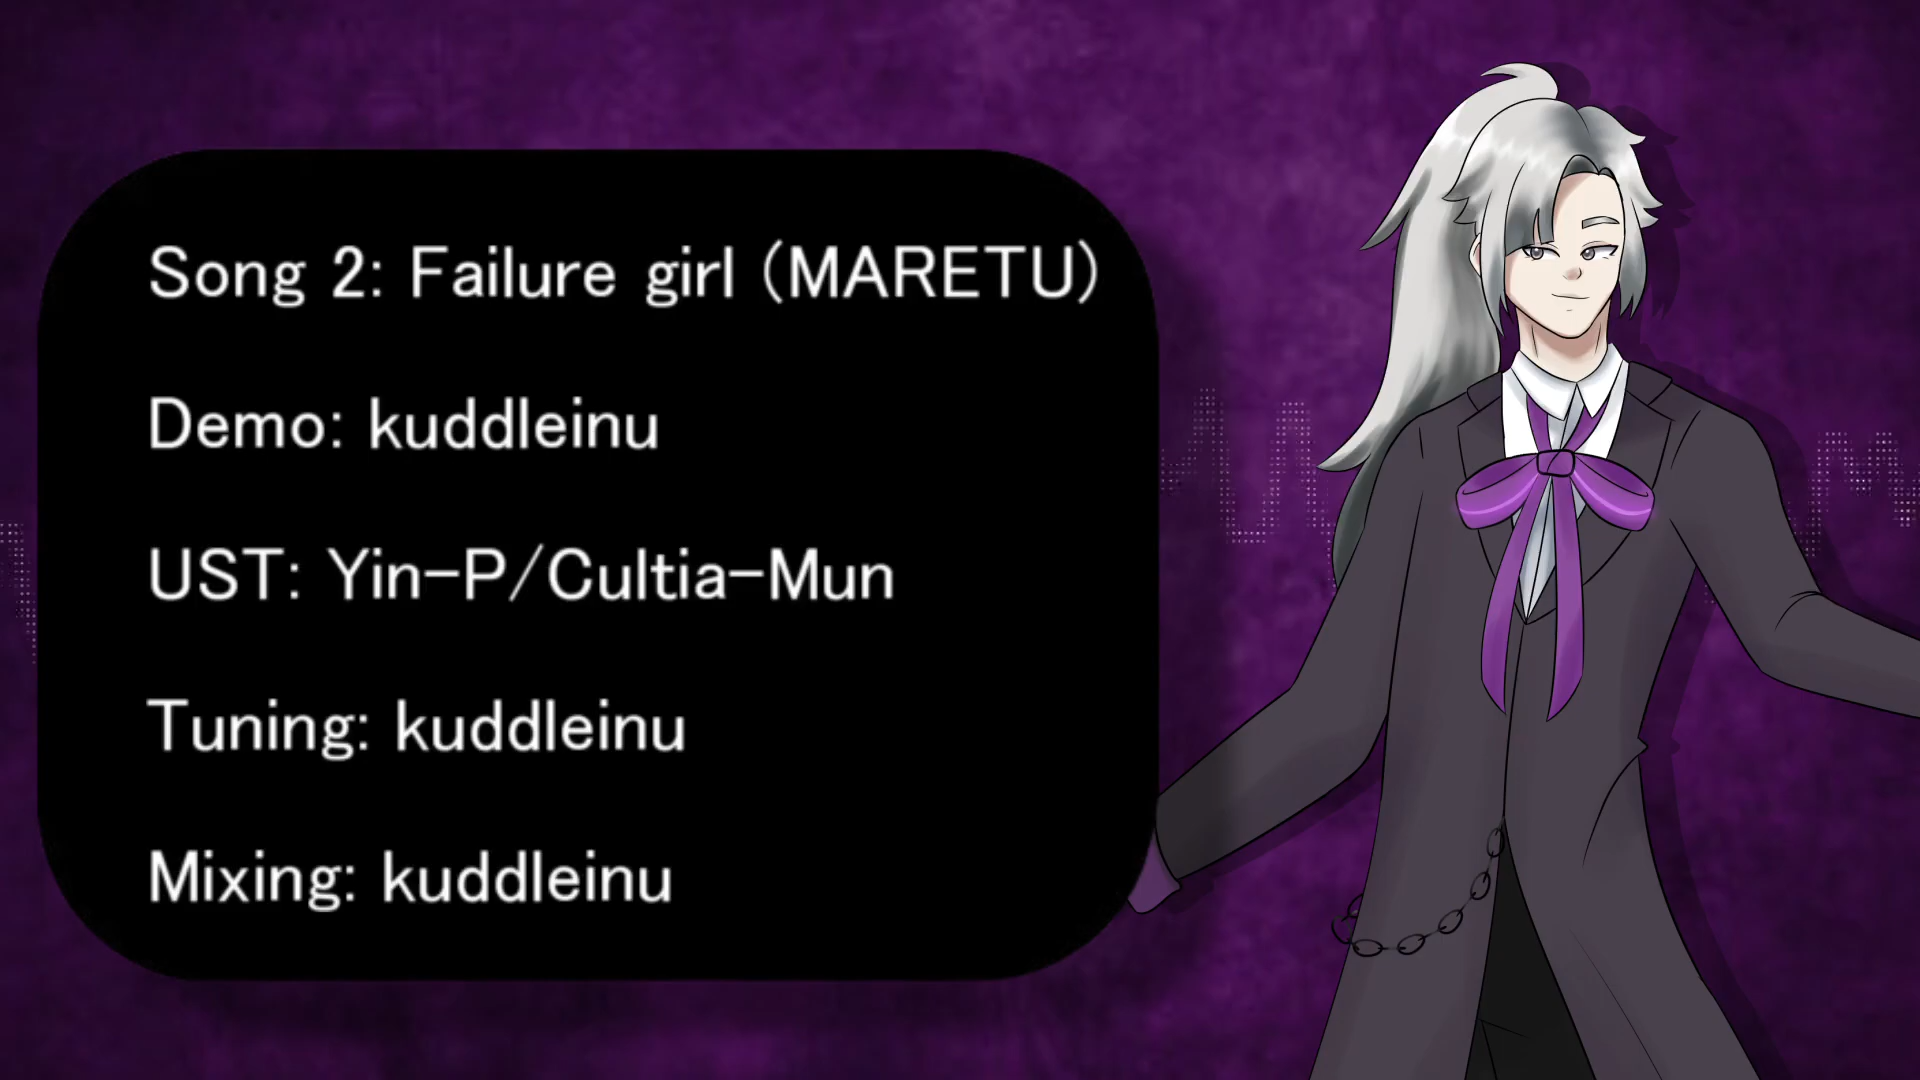 Song 2: Failure girl (MARETU)
Demo: kuddleinu
UST: Yin-P/Cultia-Mun
Tuning: kuddleinu
Mixing: kuddleinu